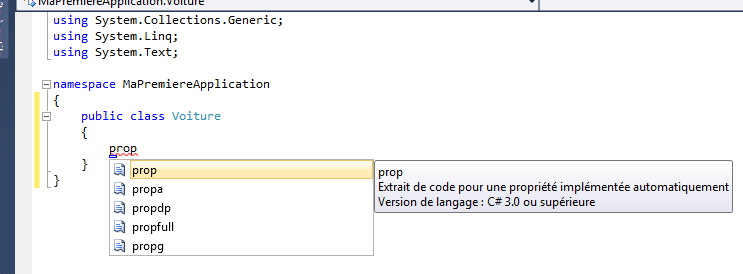 MaPremiereApplication.Voiture
using System.Collections.Generic;
using System.Linq;
using System.Text;
namespace MaPremiereApplication
{
public class Voiture
{
prop
}
}
prop
propa
propdp
propfull
propg
prop
Extrait de code pour une propriété implémentée automatiquement
Version de langage : C# 3.0 ou supérieure